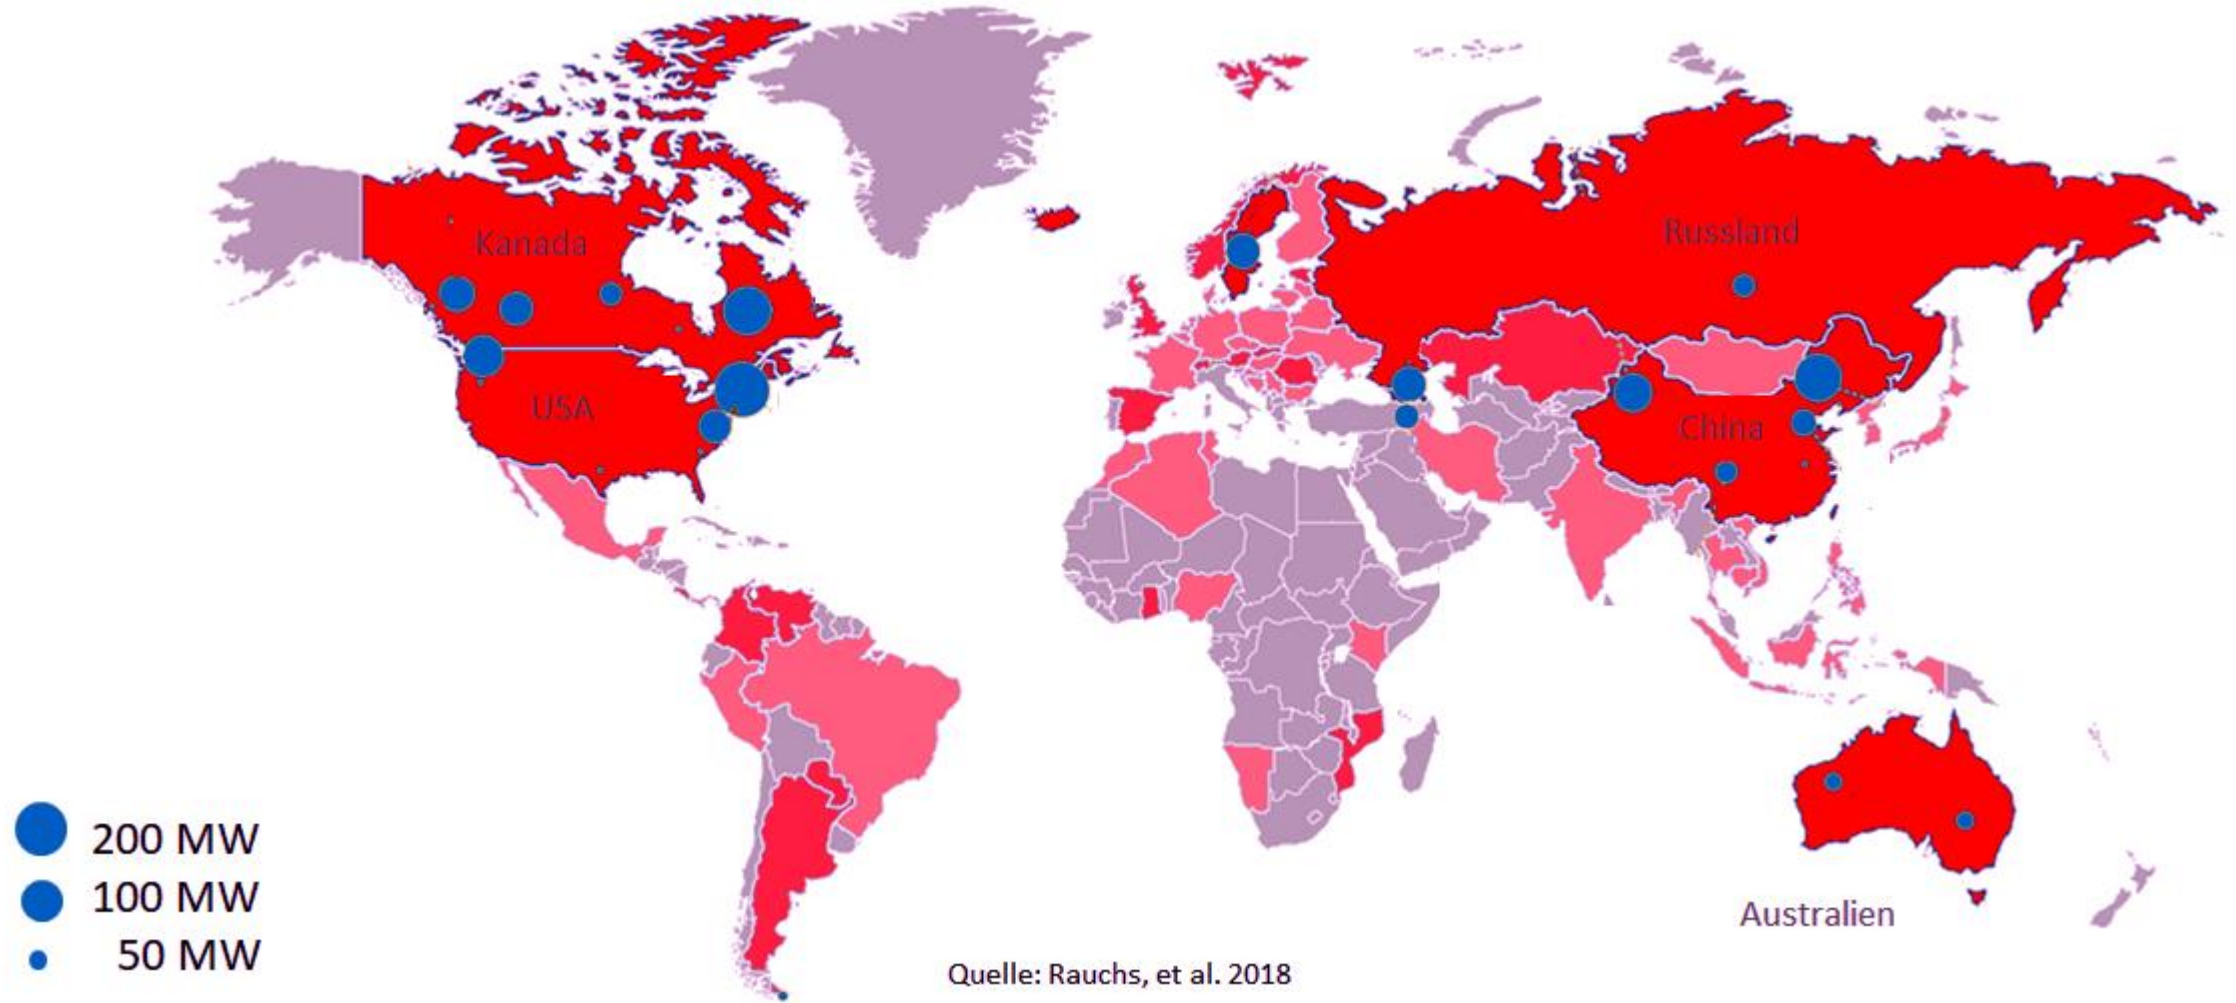 Kanada
Russland
USA
China
200 MW
100 MW
50 MW
Australien
Quelle: Rauchs, et al. 2018